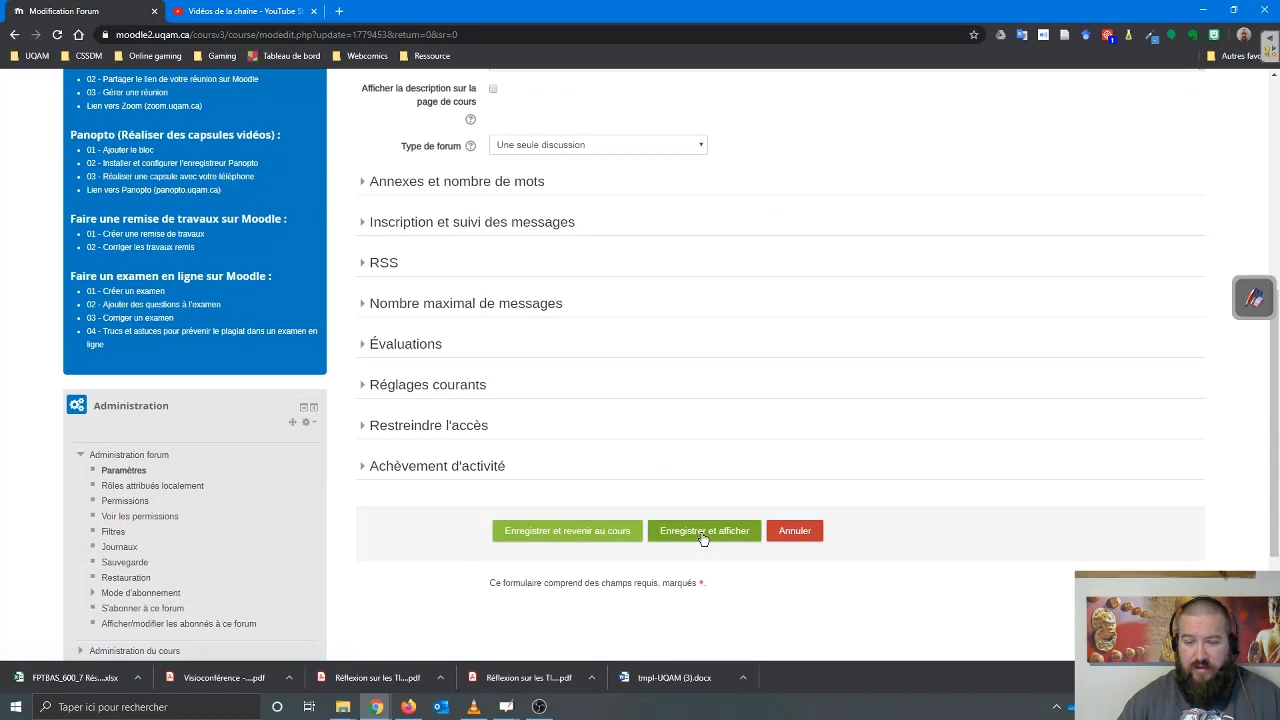 Modification Forum
Vidéos de la chaîne - YouTube St
moodle2.uqam.ca/coursv3/course/modedit.php?update=1779453&return=0&sr=0
UQAM
CSSDM
Online gaming
Gaming
Tableau de bord
Webcomics
Ressource
Autres favo
02 - Partager le lien de votre réunion sur Moodle
03 - Gérer une réunion
Lien vers Zoom (zoom.uqam.ca)
Panopto (Réaliser des capsules vidéos) :
01 - Ajouter le bloc
02 - Installer et configurer l'enregistreur Panopto
03 - Réaliser une capsule avec votre téléphone
Lien vers Panopto (panopto.uqam.ca)
Faire une remise de travaux sur Moodle :
01 - Créer une remise de travaux
02 - Corriger les travaux remis
Faire un examen en ligne sur Moodle :
01 - Créer un examen
02 - Ajouter des questions à l'examen
03 - Corriger un examen
04 - Trucs et astuces pour prévenir le plagiat dans un examen en
ligne
Administration
Administration forum
Paramètres
Rôles attribués localement
Permissions
Voir les permissions
Filtres
Journaux
Sauvegarde
Restauration
Mode d'abonnement
S'abonner à ce forum
Afficher/modifier les abonnés à ce forum
Administration du cours
Afficher la description sur la
page de cours
Type de forum
Une seule discussion
Annexes et nombre de mots
Inscription et suivi des messages
RSS
Nombre maximal de messages
Évaluations
Réglages courants
Restreindre l'accès
Achèvement d'activité
Enregistrer et revenir au cours
Enregistrer et afficher
Annuler
Ce formulaire comprend des champs requis, marqués *.
FPTBAS_600_7 Rés....xlsx
Visioconférence -....pdf
Réflexion sur les TI....pdf
Réflexion sur les TI....pdf
tmpl-UQAM (3).docx
Taper ici pour rechercher